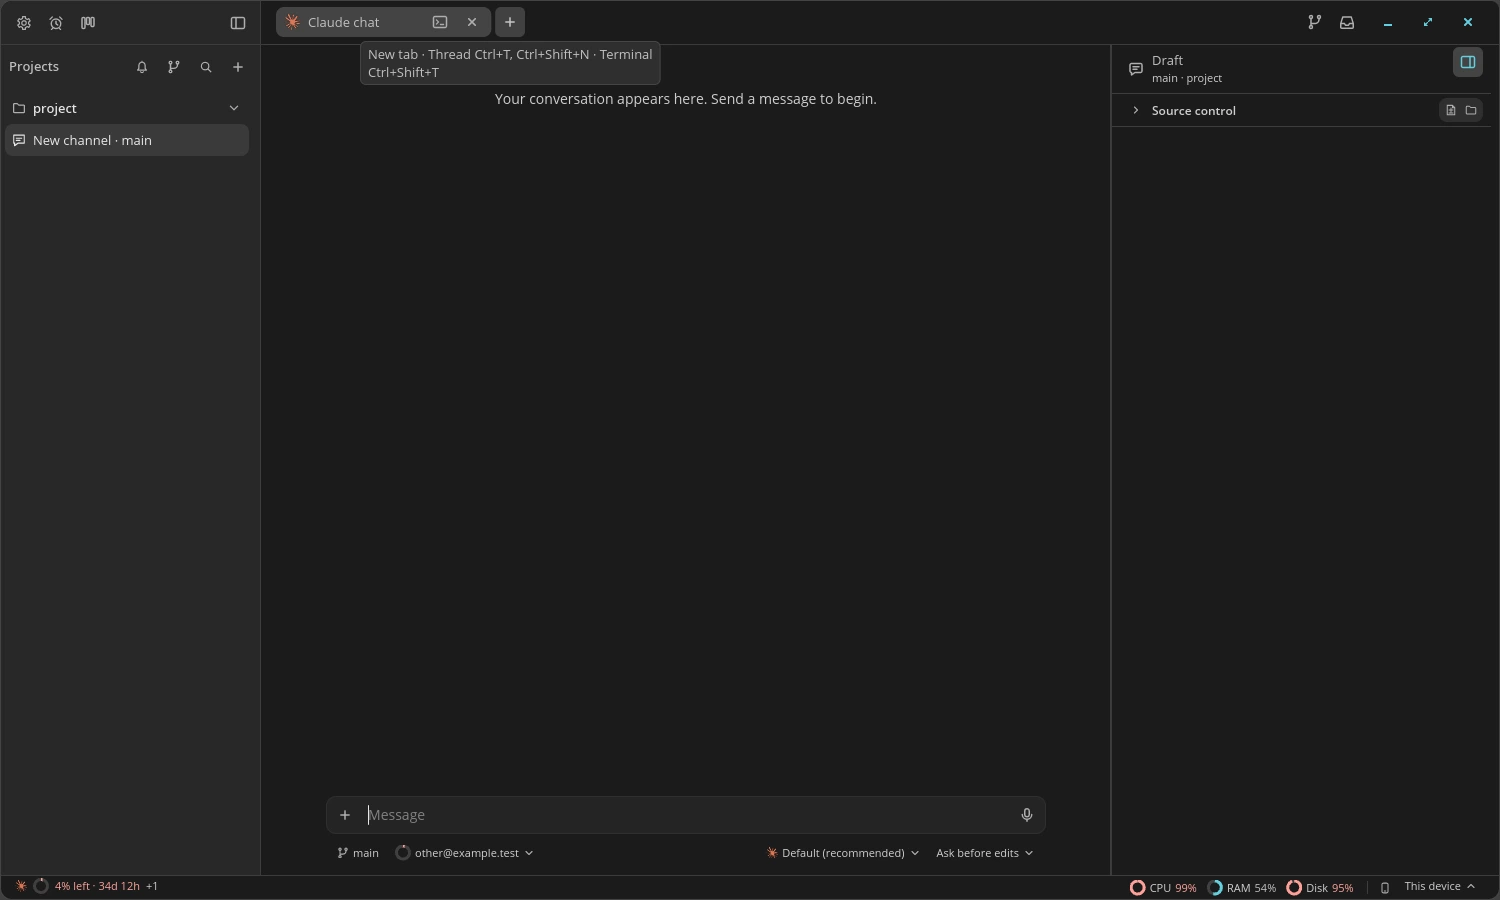 Claude chat
New tab · Thread Ctrl+T, Ctrl+Shift+N · Terminal
Ctrl+Shift+T
Projects
project
New channel · main
Your conversation appears here. Send a message to begin.
Draft
main · project
Source control
Message
main
other@example.test
Default (recommended)
Ask before edits
4% left · 34d 12h +1
CPU 99%
RAM 54%
Disk 95%
This device